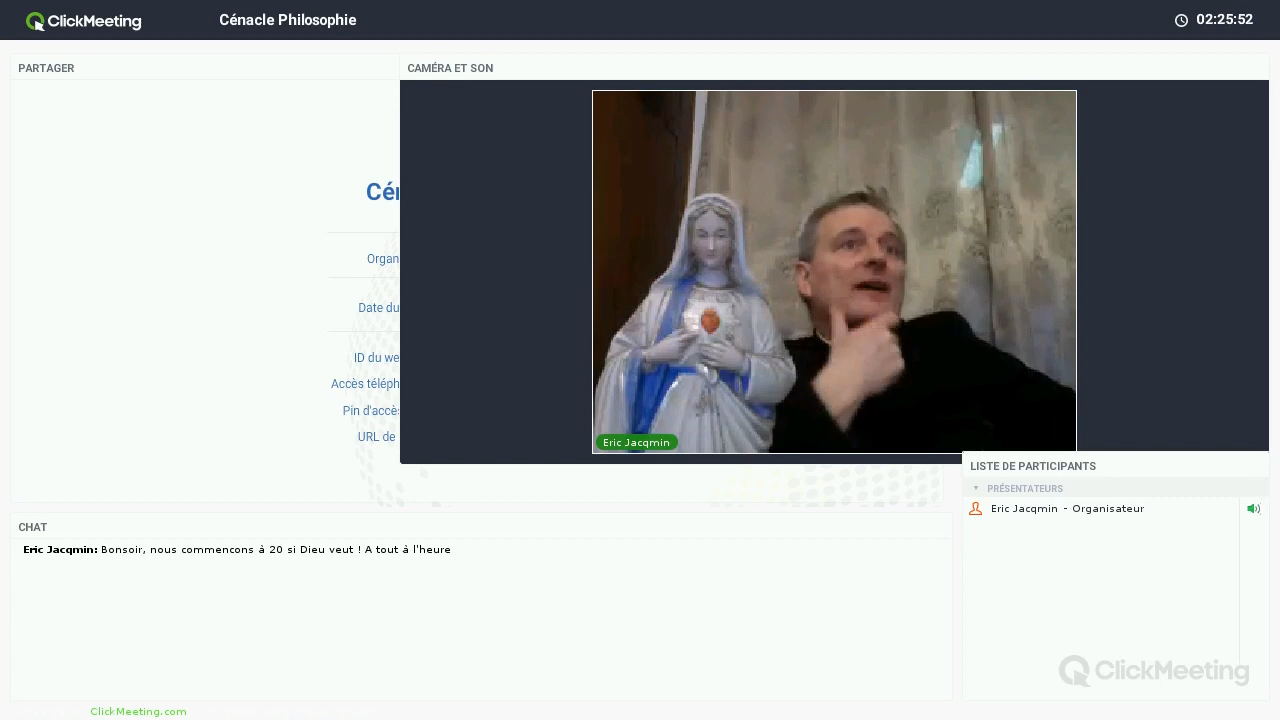 ClickMeeting
Cénacle Philosophie
02:25:52
PARTAGER
CAMÉRA ET SON
Cér
Organ
Date du
ID du we
Accès téléph
Pin d'accès
URL de
Eric Jacqmin
LISTE DE PARTICIPANTS
PRÉSENTATEURS
Eric Jacqmin - Organisateur
CHAT
Eric Jacqmin: Bonsoir, nous commencons à 20 si Dieu veut ! A tout à l'heure
ClickMeeting
ClickMeeting.com